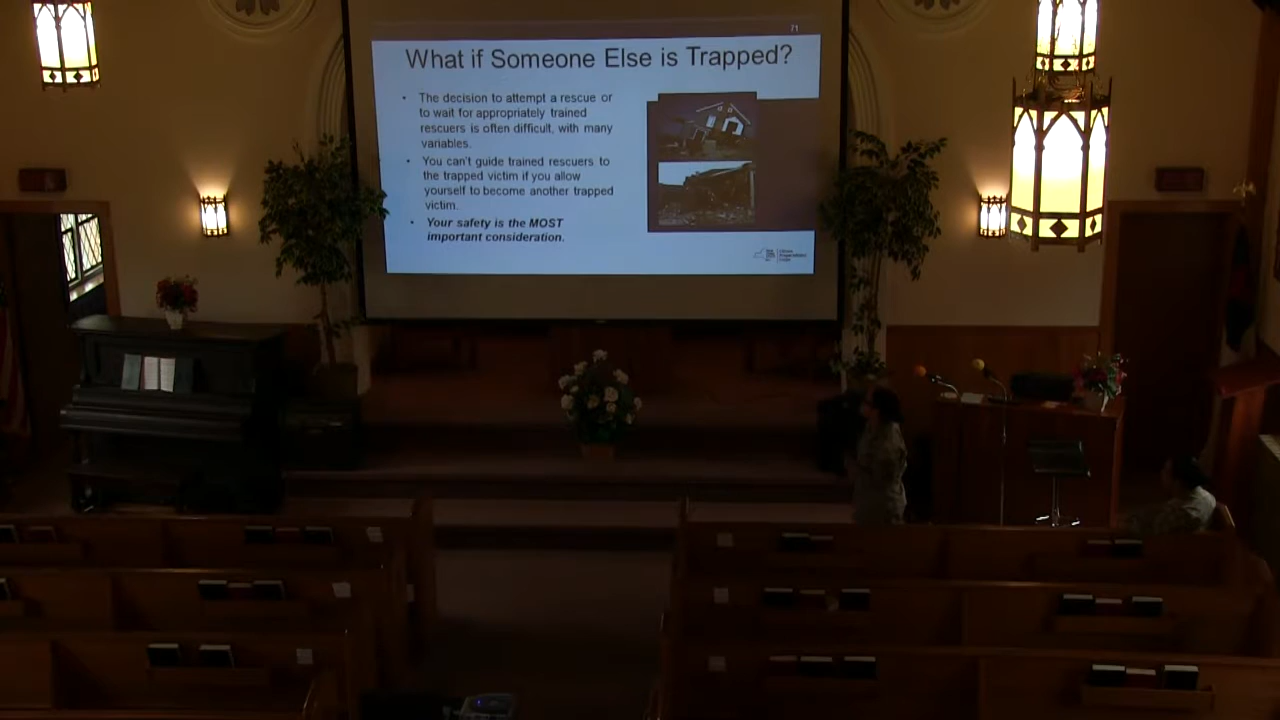 71
What if Someone Else is Trapped?
• The decision to attempt a rescue or
to wait for appropriately trained
rescuers is often difficult, with many
variables.
• You can't guide trained rescuers to
the trapped victim if you allow
yourself to become another trapped
victim.
• Your safety is the MOST
important consideration.